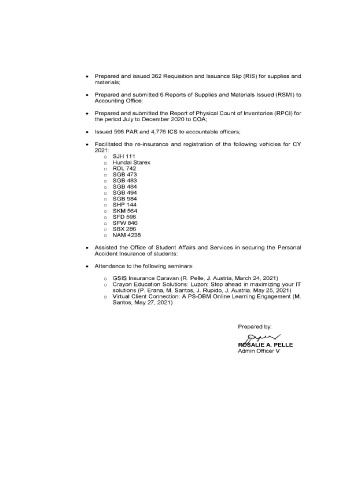 • Prepared and issued 362 Requisition and Issuance Slip (RIS) for supplies and
materials;
• Prepared and submitted 6 Reports of Supplies and Materials Issued (RSMI) to
Accounting Office;
• Prepared and submitted the Report of Physical Count of Inventories (RPCI) for
the period July to December 2020 to COA;
• Issued 596 PAR and 4,776 ICS to accountable officers;
• Facilitated the re-insurance and registration of the following vehicles for CY
2021:
o SJH 111
o Hundai Starex
o RDL 742
o SGB 473
o SGB 483
o SGB 484
o SGB 494
o SGB 984
o SHP 144
o SKM 564
o SFD 596
o SFW 846
o SBX 286
o NAM 4238
• Assisted the Office of Student Affairs and Services in securing the Personal
Accident Insurance of students;
• Attendance to the following seminars:
o GSIS Insurance Caravan (R. Pelle, J. Austria, March 24, 2021)
o Crayon Education Solutions: Luzon: Step ahead in maximizing your IT
solutions (P. Erana, M. Santos, J. Rupido, J. Austria, May 25, 2021)
o Virtual Client Connection: A PS-DBM Online Learning Engagement (M.
Santos, May 27, 2021)
Prepared by:
ROSALIE A. PELLE
Admin Officer V